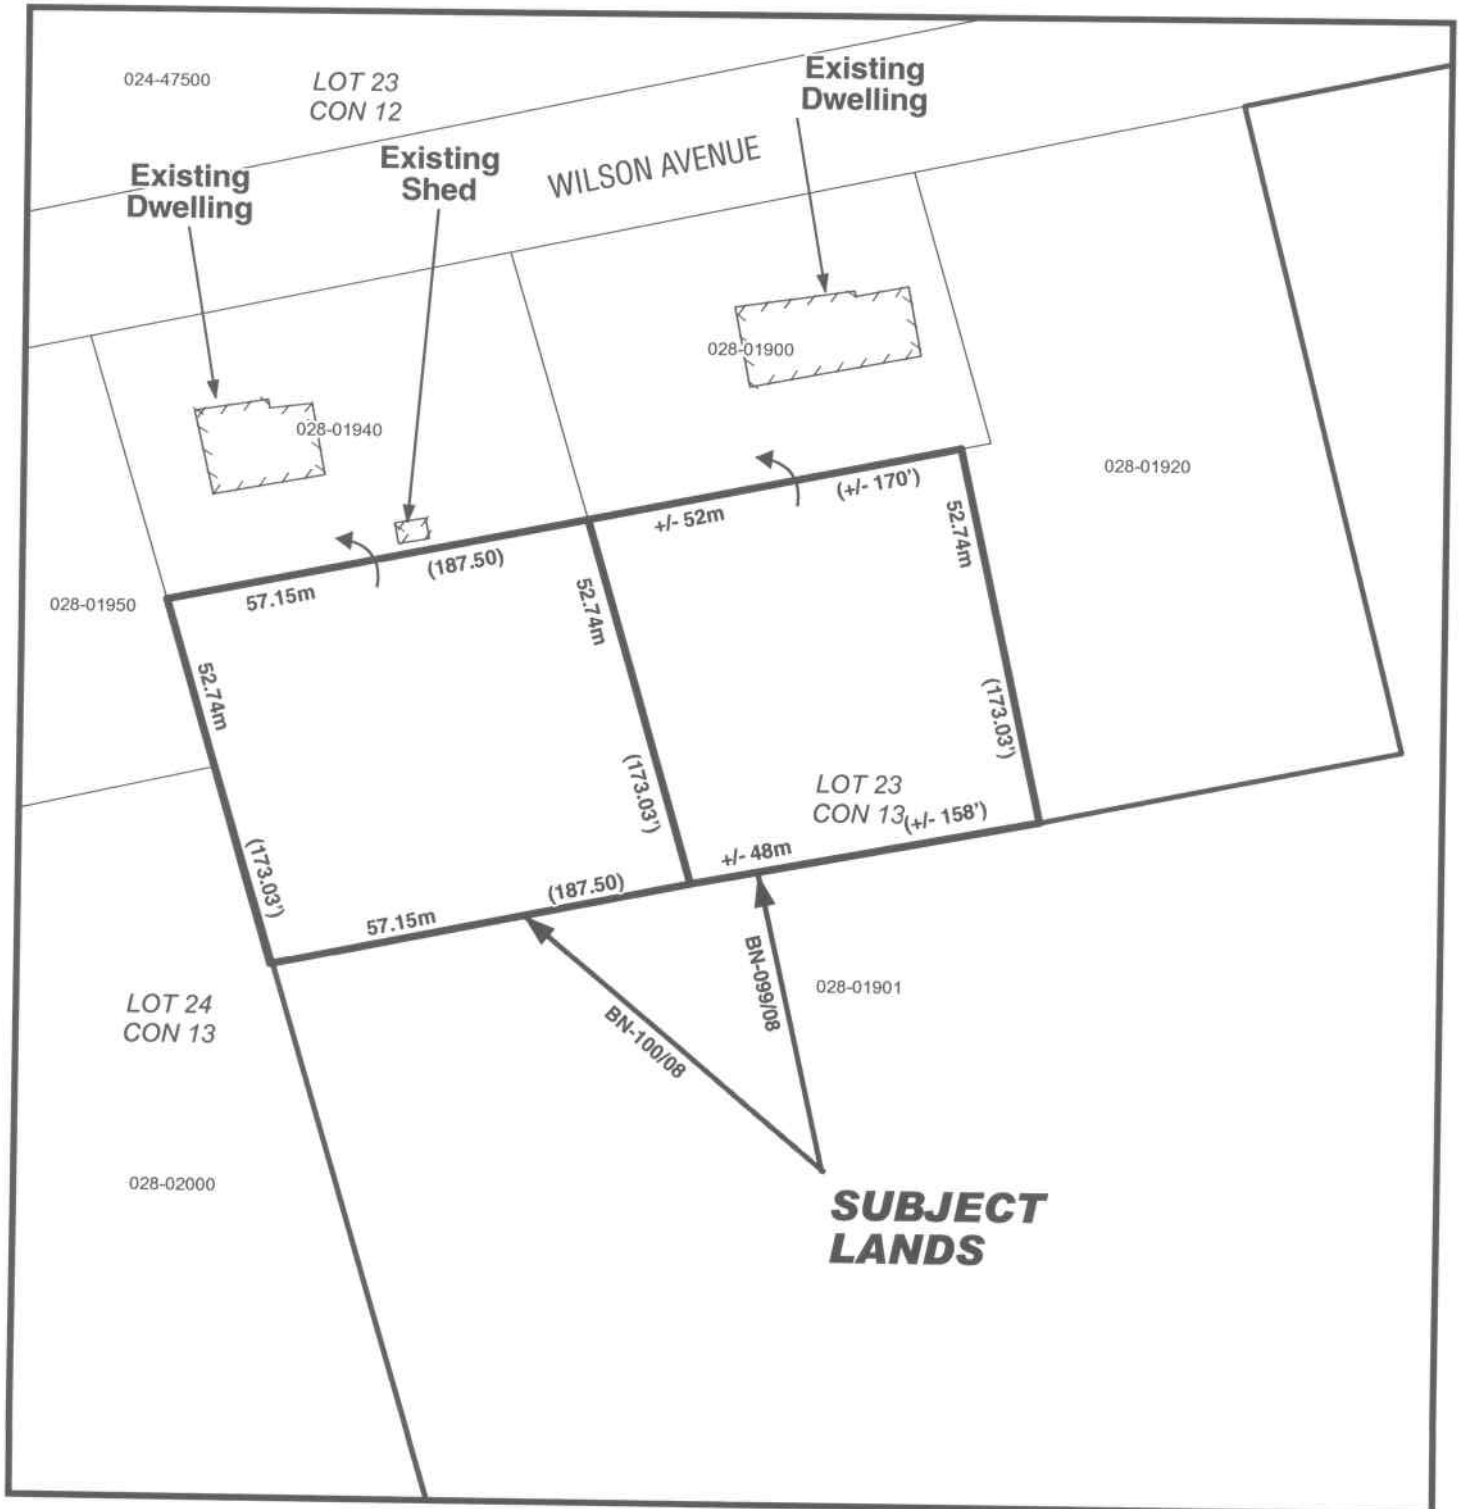 024-47500
LOT 23
CON 12
Existing
Dwelling
Existing
Shed
WILSON AVENUE
Existing
Dwelling
028-01900
028-01940
028-01920
028-01950
57.15m
(187.50)
+/- 52m
(+/- 170')
52.74m
(173.03')
52.74m
(173.03')
52.74m
(173.03')
LOT 23
CON 13
57.15m
(187.50)
+/- 48m
(+/- 158')
LOT 24
CON 13
BN-100/08
BN-099/08
028-01901
028-02000
SUBJECT
LANDS